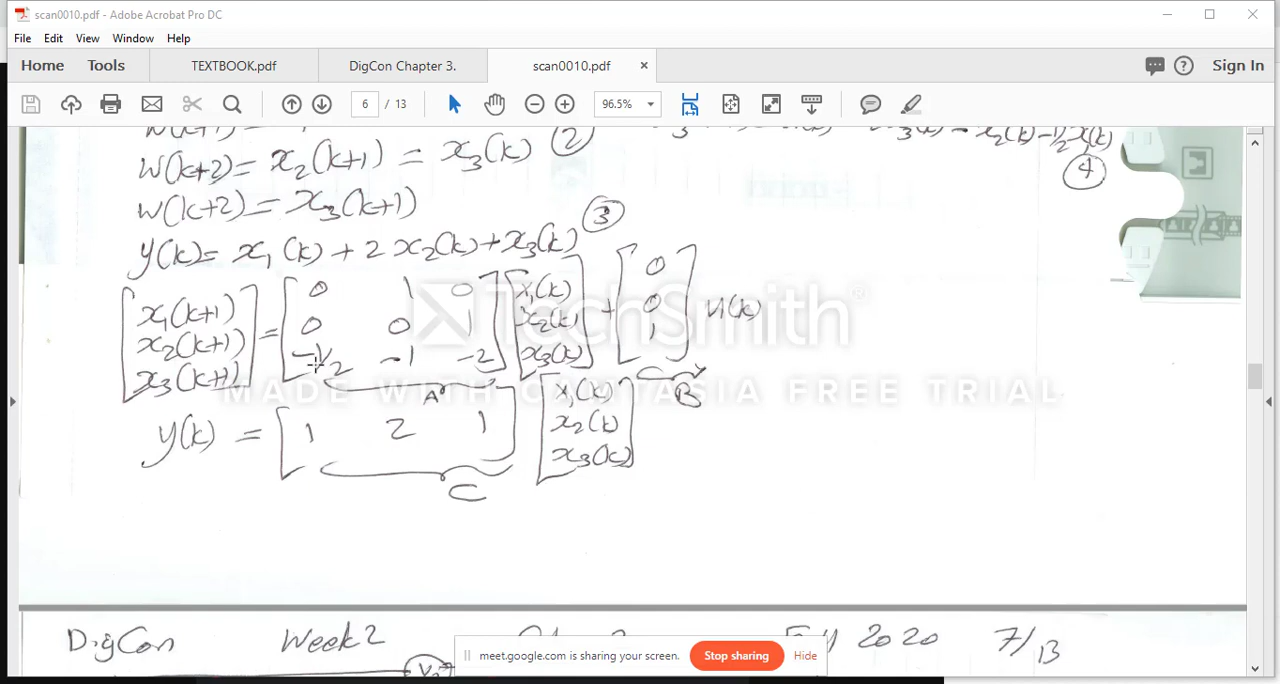 scan0010.pdf - Adobe Acrobat Pro DC
File Edit View Window Help
Home Tools TEXTBOOK.pdf DigCon Chapter 3. scan0010.pdf × Sign In
6 / 13 96.5%
W(k+2) = x₂(k+1) = x₃(k) ②
④
W(k+2) = x₃(k+1)
y(k) = x₁(k) + 2 x₂(k) + x₃(k) ③
[x₁(k+1) x₂(k+1) x₃(k+1)] = [0 1 0
0 0 1
-1/2 -1 -2] [x₁(k) x₂(k) x₃(k)] + [0 0 1] u(k)
A B
y(k) = [1 2 1] [x₁(k) x₂(k) x₃(k)]
C
TechSmith®
MADE WITH CAMTASIA FREE TRIAL
DigCon Week2 2020 7/13
meet.google.com is sharing your screen. Stop sharing Hide